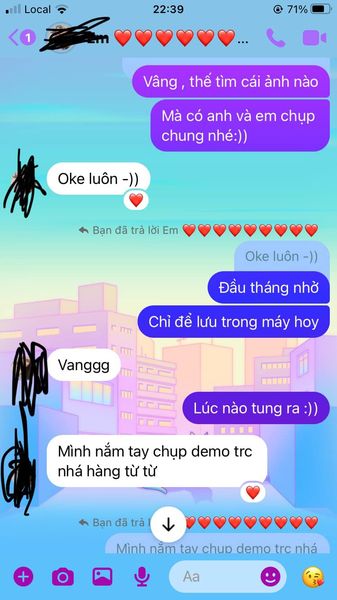 Local
22:39
71%
1
Em ❤️❤️❤️❤️❤️❤️...
Vâng , thế tìm cái ảnh nào
Mà có anh và em chụp
chung nhé:))
Oke luôn -))
Bạn đã trả lời Em ❤️❤️❤️❤️❤️❤️❤️❤️❤️
Oke luôn -))
Đầu tháng nhờ
Chỉ để lưu trong máy hoy
Vanggg
Lúc nào tung ra :))
Mình nắm tay chụp demo trc
nhá hàng từ từ
Bạn đã trả lời Em ❤️❤️❤️❤️❤️❤️❤️❤️❤️
Mình nắm tay chụp demo trc nhá
Aa